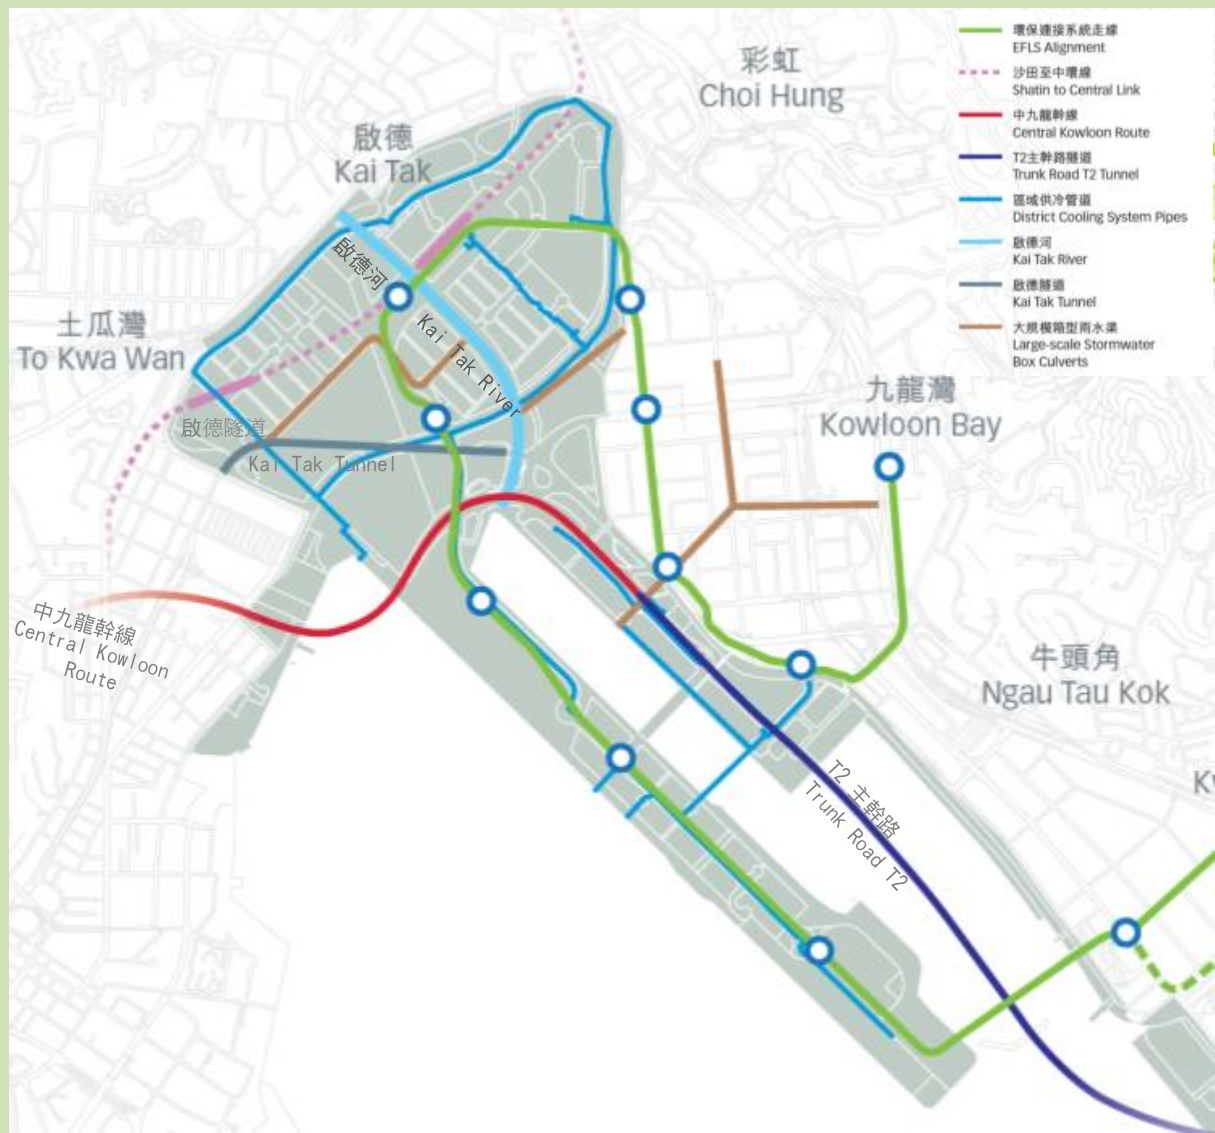 彩虹
Choi Hung
環保連接系統走線
EFLS Alignment
沙田至中環線
Shatin to Central Link
中九龍幹線
Central Kowloon Route
T2主幹路隧道
Trunk Road T2 Tunnel
區域供冷管道
District Cooling System Pipes
啟德河
Kai Tak River
啟德隧道
Kai Tak Tunnel
大規模箱型雨水渠
Large-scale Stormwater
Box Culverts
啟德
Kai Tak
啟德河
Kai Tak River
土瓜灣
To Kwa Wan
九龍灣
Kowloon Bay
啟德隧道
Kai Tak Tunnel
中九龍幹線
Central Kowloon
Route
牛頭角
Ngau Tau Kok
T2 主幹路
Trunk Road T2